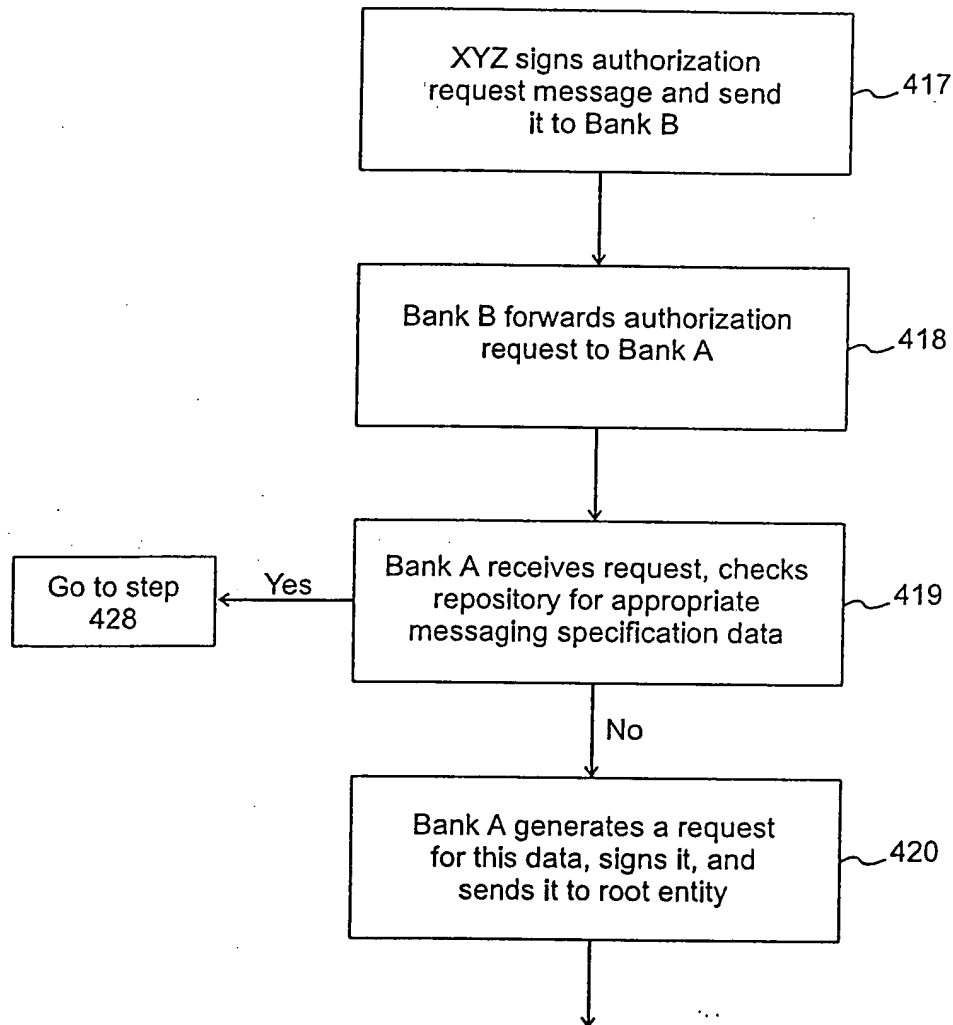 XYZ signs authorization
request message and send
it to Bank B
417
Bank B forwards authorization
request to Bank A
418
Bank A receives request, checks
repository for appropriate
messaging specification data
419
Yes
Go to step
428
No
Bank A generates a request
for this data, signs it, and
sends it to root entity
420